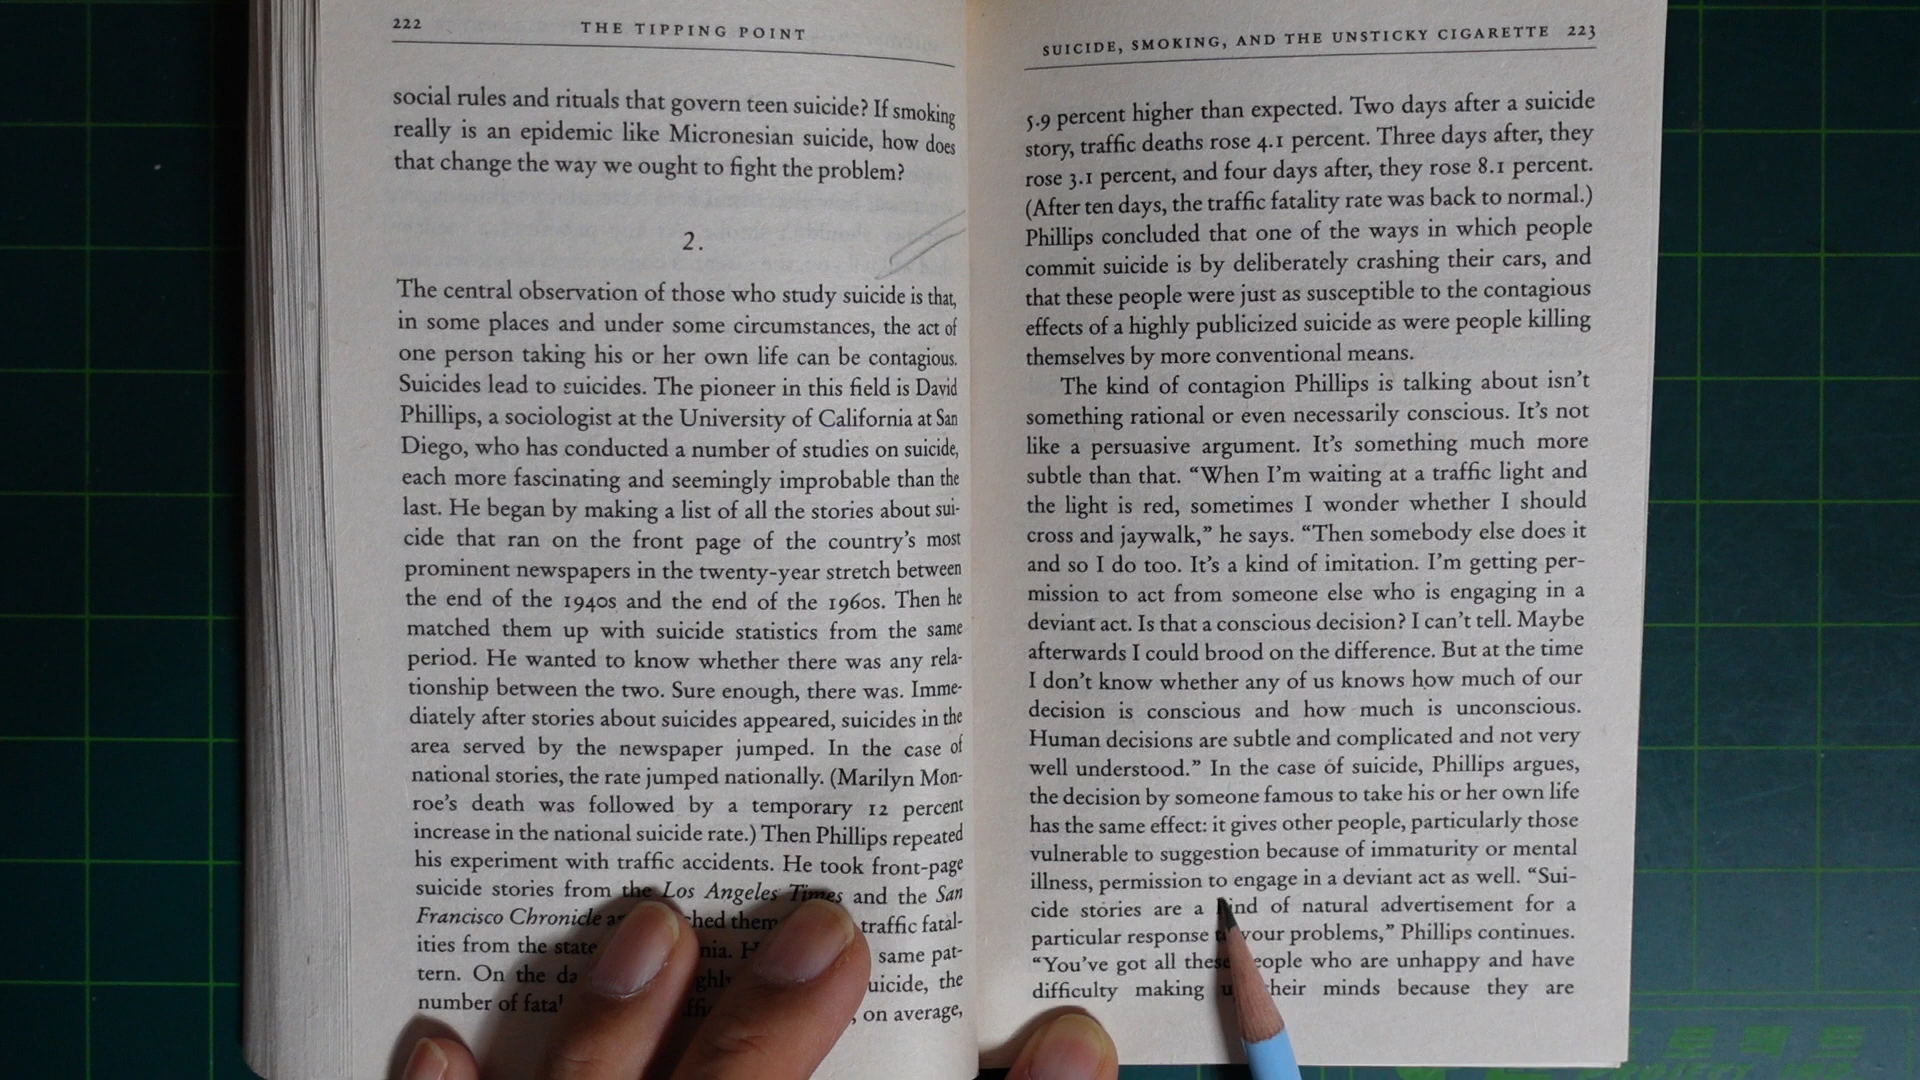 222
THE TIPPING POINT
social rules and rituals that govern teen suicide? If smoking
really is an epidemic like Micronesian suicide, how does
that change the way we ought to fight the problem?
2.
The central observation of those who study suicide is that,
in some places and under some circumstances, the act of
one person taking his or her own life can be contagious.
Suicides lead to suicides. The pioneer in this field is David
Phillips, a sociologist at the University of California at San
Diego, who has conducted a number of studies on suicide,
each more fascinating and seemingly improbable than the
last. He began by making a list of all the stories about sui-
cide that ran on the front page of the country's most
prominent newspapers in the twenty-year stretch between
the end of the 1940s and the end of the 1960s. Then he
matched them up with suicide statistics from the same
period. He wanted to know whether there was any rela-
tionship between the two. Sure enough, there was. Imme-
diately after stories about suicides appeared, suicides in the
area served by the newspaper jumped. In the case of
national stories, the rate jumped nationally. (Marilyn Mon-
roe's death was followed by a temporary 12 percent
increase in the national suicide rate.) Then Phillips repeated
his experiment with traffic accidents. He took front-page
suicide stories from the Los Angeles Times and the San
Francisco Chronicle them traffic fatal-
ities from the state same pat-
tern. On the the
number of on average,
SUICIDE, SMOKING, AND THE UNSTICKY CIGARETTE 223
5.9 percent higher than expected. Two days after a suicide
story, traffic deaths rose 4.1 percent. Three days after, they
rose 3.1 percent, and four days after, they rose 8.1 percent.
(After ten days, the traffic fatality rate was back to normal.)
Phillips concluded that one of the ways in which people
commit suicide is by deliberately crashing their cars, and
that these people were just as susceptible to the contagious
effects of a highly publicized suicide as were people killing
themselves by more conventional means.
The kind of contagion Phillips is talking about isn't
something rational or even necessarily conscious. It's not
like a persuasive argument. It's something much more
subtle than that. “When I'm waiting at a traffic light and
the light is red, sometimes I wonder whether I should
cross and jaywalk,” he says. “Then somebody else does it
and so I do too. It's a kind of imitation. I'm getting per-
mission to act from someone else who is engaging in a
deviant act. Is that a conscious decision? I can't tell. Maybe
afterwards I could brood on the difference. But at the time
I don't know whether any of us knows how much of our
decision is conscious and how much is unconscious.
Human decisions are subtle and complicated and not very
well understood.” In the case of suicide, Phillips argues,
the decision by someone famous to take his or her own life
has the same effect: it gives other people, particularly those
vulnerable to suggestion because of immaturity or mental
illness, permission to engage in a deviant act as well. “Sui-
cide stories are a kind of natural advertisement for a
particular response your problems,” Phillips continues.
“You've got all these people who are unhappy and have
difficulty making their minds because they are